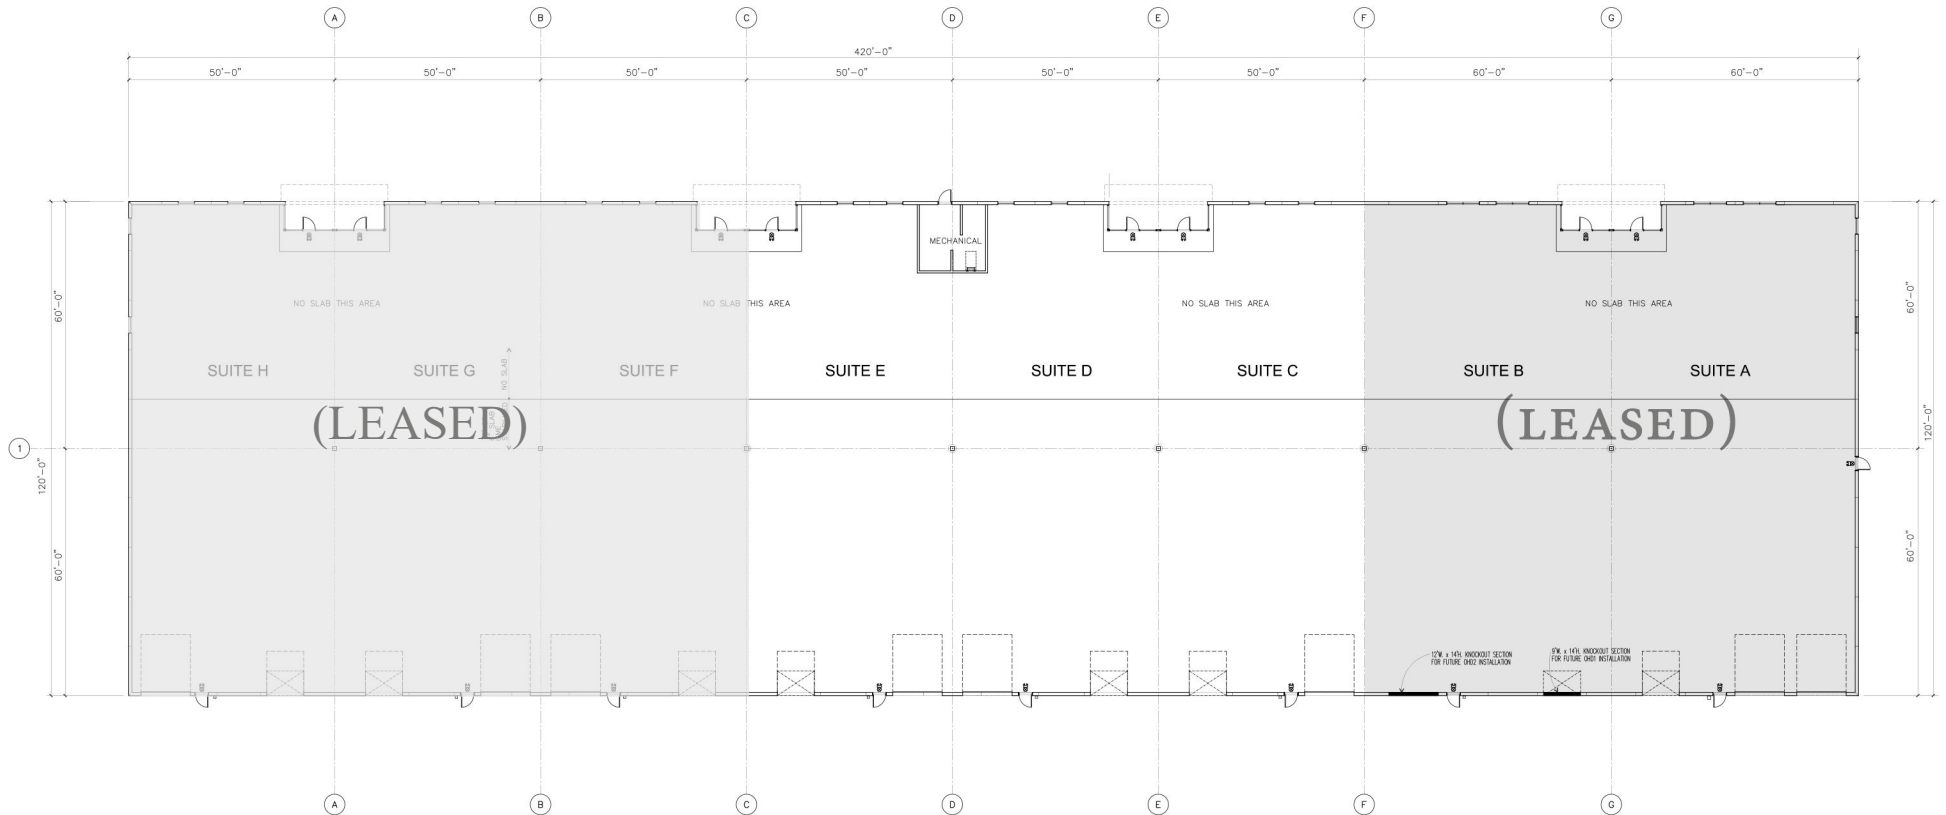 A B C D E F G
420'-0"
50'-0" 50'-0" 50'-0" 50'-0" 50'-0" 50'-0" 60'-0" 60'-0"
MECHANICAL
60'-0" NO SLAB THIS AREA NO SLAB THIS AREA NO SLAB THIS AREA NO SLAB THIS AREA 60'-0"
NO SLAB
SUITE H SUITE G SUITE F SUITE E SUITE D SUITE C SUITE B SUITE A
(LEASED) (LEASED)
SLAB
1
120'-0" 120'-0"
60'-0" 60'-0"
12'W. x 14'H. KNOCKOUT SECTION
FOR FUTURE OHD2 INSTALLATION
9'W. x 14'H. KNOCKOUT SECTION
FOR FUTURE OHD1 INSTALLATION
A B C D E F G